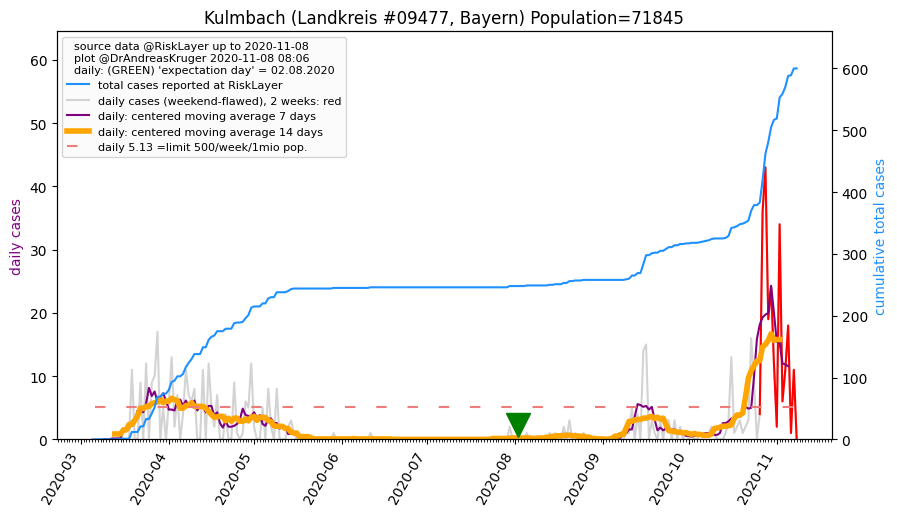 Kulmbach (Landkreis #09477, Bayern) Population=71845
source data @RiskLayer up to 2020-11-08
plot @DrAndreasKruger 2020-11-08 08:06
daily: (GREEN) 'expectation day' = 02.08.2020
total cases reported at RiskLayer
daily cases (weekend-flawed), 2 weeks: red
daily: centered moving average 7 days
daily: centered moving average 14 days
daily 5.13 =limit 500/week/1mio pop.
daily cases
60
50
40
30
20
10
0
cumulative total cases
600
500
400
300
200
100
0
2020-03
2020-04
2020-05
2020-06
2020-07
2020-08
2020-09
2020-10
2020-11